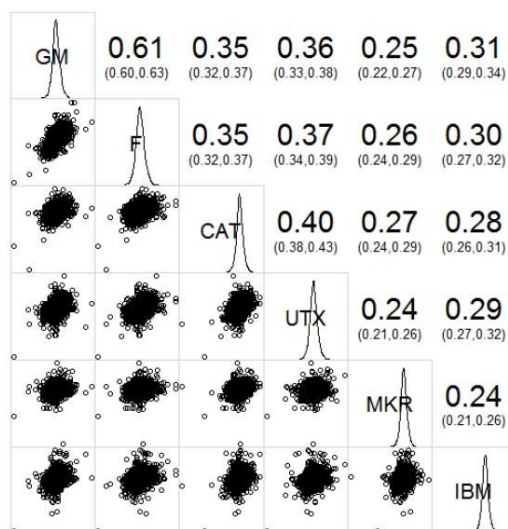 GM 0.61 0.35 0.36 0.25 0.31
(0.60,0.63) (0.32,0.37) (0.33,0.38) (0.22,0.27) (0.29,0.34)
F 0.35 0.37 0.26 0.30
(0.32,0.37) (0.34,0.39) (0.24,0.29) (0.27,0.32)
CAT 0.40 0.27 0.28
(0.38,0.43) (0.24,0.29) (0.26,0.31)
UTX 0.24 0.29
(0.21,0.26) (0.27,0.32)
MKR 0.24
(0.21,0.26)
IBM